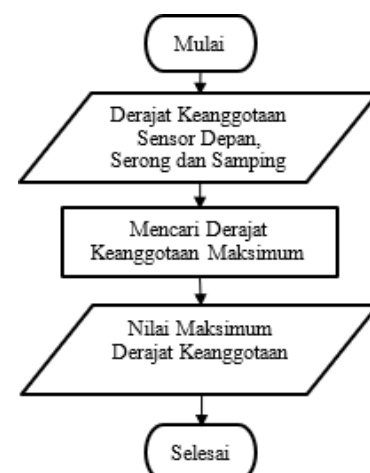 Mulai
Derajat Keanggotaan
Sensor Depan,
Serong dan Samping
Mencari Derajat
Keanggotaan Maksimum
Nilai Maksimum
Derajat Keanggotaan
Selesai